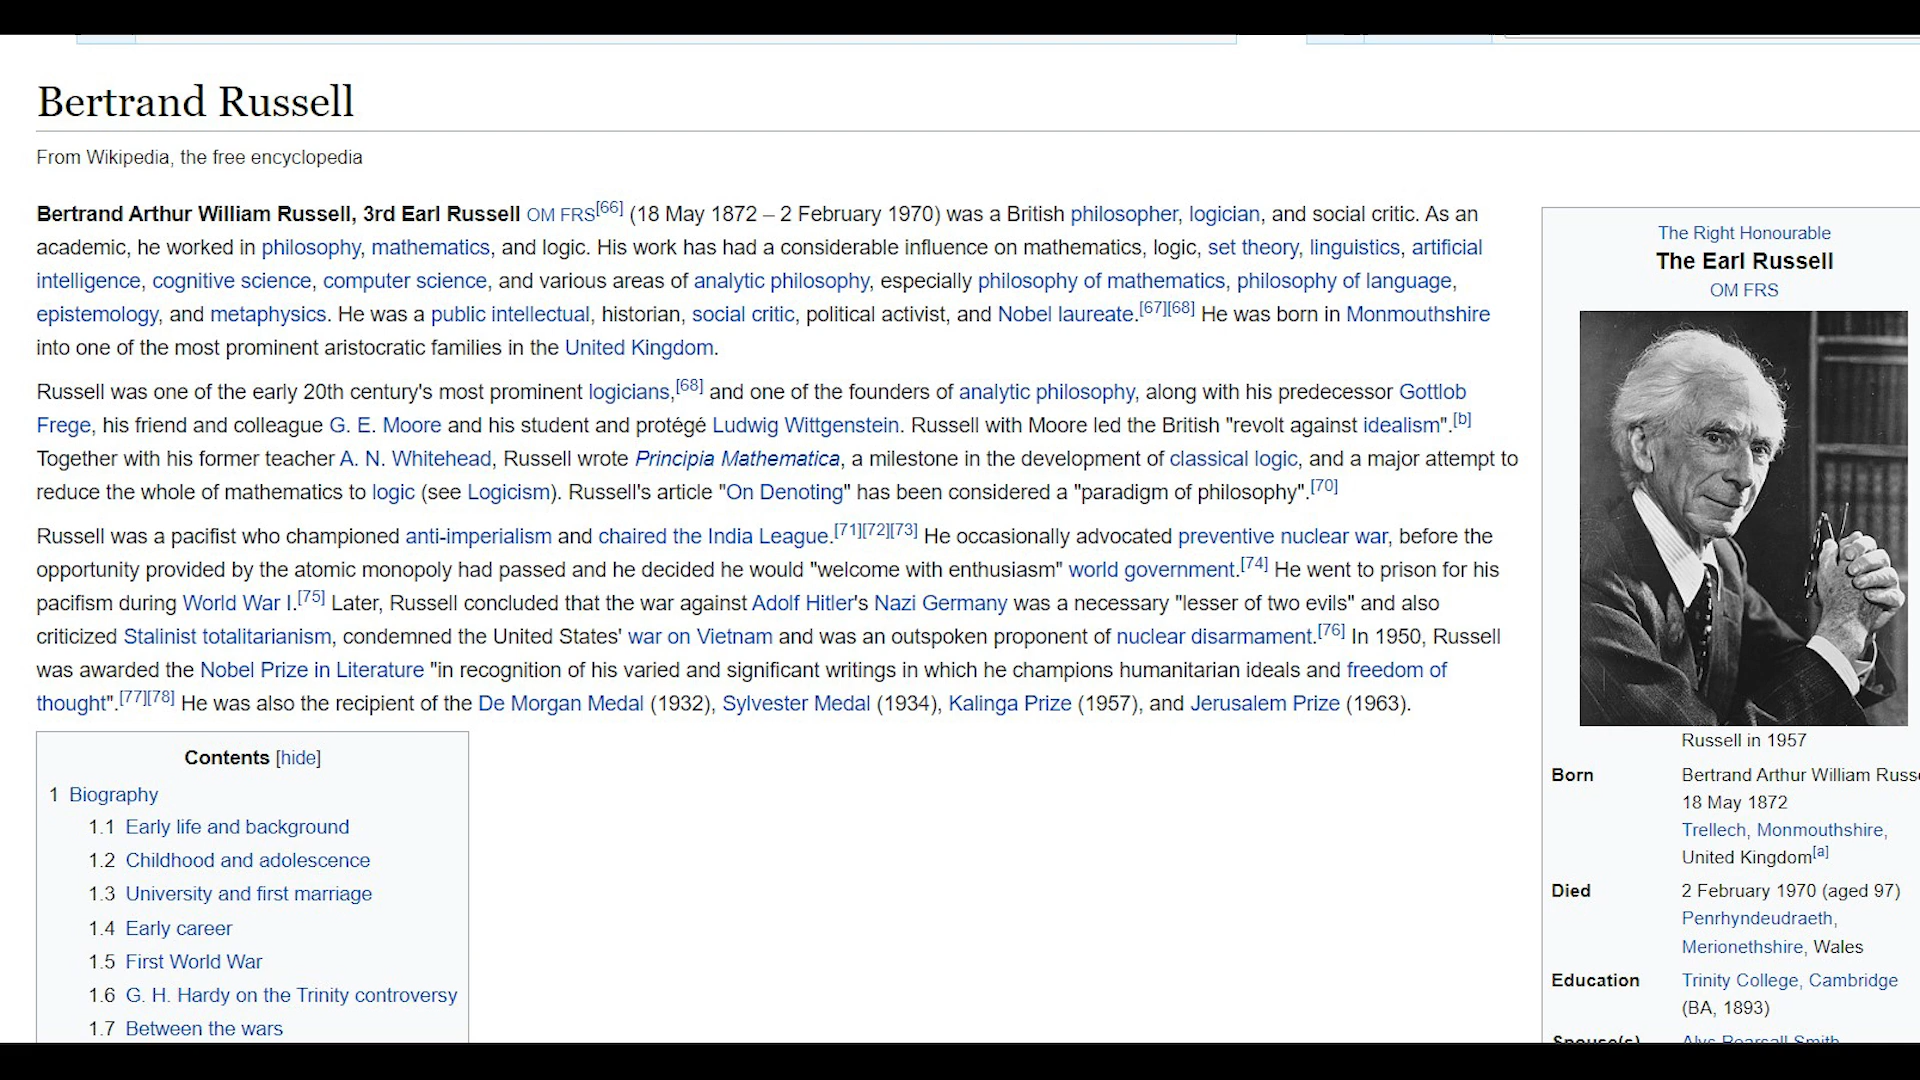 Bertrand Russell
From Wikipedia, the free encyclopedia
Bertrand Arthur William Russell, 3rd Earl Russell OM FRS[66] (18 May 1872 – 2 February 1970) was a British philosopher, logician, and social critic. As an
academic, he worked in philosophy, mathematics, and logic. His work has had a considerable influence on mathematics, logic, set theory, linguistics, artificial
intelligence, cognitive science, computer science, and various areas of analytic philosophy, especially philosophy of mathematics, philosophy of language,
epistemology, and metaphysics. He was a public intellectual, historian, social critic, political activist, and Nobel laureate.[67][68] He was born in Monmouthshire
into one of the most prominent aristocratic families in the United Kingdom.
Russell was one of the early 20th century's most prominent logicians,[68] and one of the founders of analytic philosophy, along with his predecessor Gottlob
Frege, his friend and colleague G. E. Moore and his student and protégé Ludwig Wittgenstein. Russell with Moore led the British "revolt against idealism".[b]
Together with his former teacher A. N. Whitehead, Russell wrote Principia Mathematica, a milestone in the development of classical logic, and a major attempt to
reduce the whole of mathematics to logic (see Logicism). Russell's article "On Denoting" has been considered a "paradigm of philosophy".[70]
Russell was a pacifist who championed anti-imperialism and chaired the India League.[71][72][73] He occasionally advocated preventive nuclear war, before the
opportunity provided by the atomic monopoly had passed and he decided he would "welcome with enthusiasm" world government.[74] He went to prison for his
pacifism during World War I.[75] Later, Russell concluded that the war against Adolf Hitler's Nazi Germany was a necessary "lesser of two evils" and also
criticized Stalinist totalitarianism, condemned the United States' war on Vietnam and was an outspoken proponent of nuclear disarmament.[76] In 1950, Russell
was awarded the Nobel Prize in Literature "in recognition of his varied and significant writings in which he champions humanitarian ideals and freedom of
thought".[77][78] He was also the recipient of the De Morgan Medal (1932), Sylvester Medal (1934), Kalinga Prize (1957), and Jerusalem Prize (1963).
Contents [hide]
1 Biography
1.1 Early life and background
1.2 Childhood and adolescence
1.3 University and first marriage
1.4 Early career
1.5 First World War
1.6 G. H. Hardy on the Trinity controversy
1.7 Between the wars
The Right Honourable
The Earl Russell
OM FRS
Russell in 1957
Born Bertrand Arthur William Russe
18 May 1872
Trellech, Monmouthshire,
United Kingdom[a]
Died 2 February 1970 (aged 97)
Penrhyndeudraeth,
Merionethshire, Wales
Education Trinity College, Cambridge
(BA, 1893)
Spouse(s) Alys Pearsall Smith